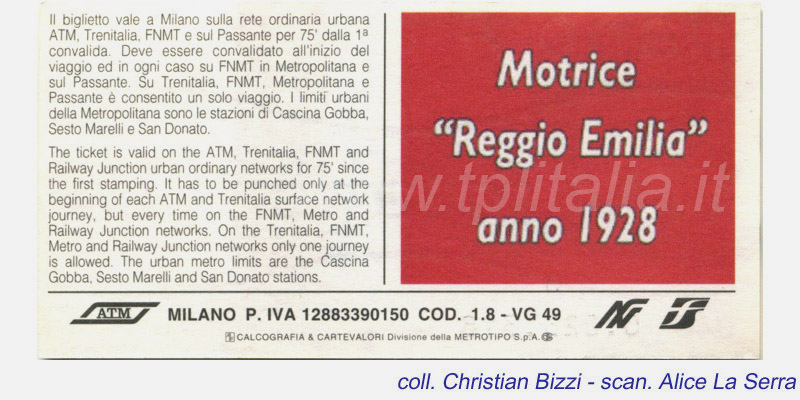 Il biglietto vale a Milano sulla rete ordinaria urbana
ATM, Trenitalia, FNMT e sul Passante per 75' dalla 1ª
convalida. Deve essere convalidato all'inizio del
viaggio ed in ogni caso su FNMT in Metropolitana e
sul Passante. Su Trenitalia, FNMT, Metropolitana e
Passante è consentito un solo viaggio. I limiti urbani
della Metropolitana sono le stazioni di Cascina Gobba,
Sesto Marelli e San Donato.
The ticket is valid on the ATM, Trenitalia, FNMT and
Railway Junction urban ordinary networks for 75' since
the first stamping. It has to be punched only at the
beginning of each ATM and Trenitalia surface network
journey, but every time on the FNMT, Metro and
Railway Junction networks. On the Trenitalia, FNMT,
Metro and Railway Junction networks only one journey
is allowed. The urban metro limits are the Cascina
Gobba, Sesto Marelli and San Donato stations.
Motrice
“Reggio Emilia”
anno 1928
www.tplitalia.it
ATM MILANO P. IVA 12883390150 COD. 1.8 - VG 49
CALCOGRAFIA & CARTEVALORI Divisione della METROTIPO S.p.A.
coll. Christian Bizzi - scan. Alice La Serra